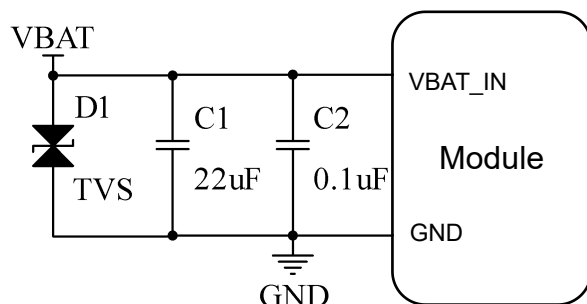 VBAT
D1
TVS
C1
22uF
C2
0.1uF
GND
VBAT_IN
Module
GND